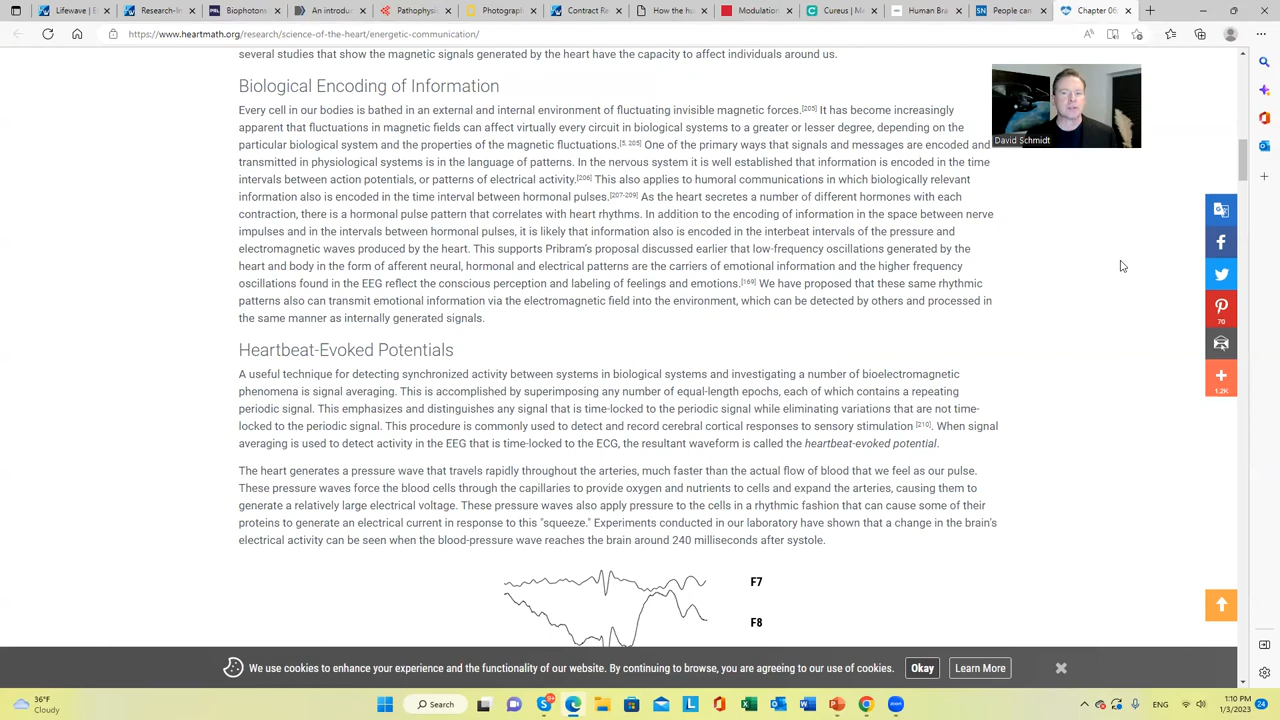 Lifewave | E
Research-In
Biophotons
An introduc
Pathophysi
Photograph
Contract Re
How the hu
Modulation
Cureus | Ma
Human Bra
People can
Chapter 06:
https://www.heartmath.org/research/science-of-the-heart/energetic-communication/
several studies that show the magnetic signals generated by the heart have the capacity to affect individuals around us.
Biological Encoding of Information
Every cell in our bodies is bathed in an external and internal environment of fluctuating invisible magnetic forces.[205] It has become increasingly
apparent that fluctuations in magnetic fields can affect virtually every circuit in biological systems to a greater or lesser degree, depending on the
particular biological system and the properties of the magnetic fluctuations.[5, 205] One of the primary ways that signals and messages are encoded and
transmitted in physiological systems is in the language of patterns. In the nervous system it is well established that information is encoded in the time
intervals between action potentials, or patterns of electrical activity.[206] This also applies to humoral communications in which biologically relevant
information also is encoded in the time interval between hormonal pulses.[207-209] As the heart secretes a number of different hormones with each
contraction, there is a hormonal pulse pattern that correlates with heart rhythms. In addition to the encoding of information in the space between nerve
impulses and in the intervals between hormonal pulses, it is likely that information also is encoded in the interbeat intervals of the pressure and
electromagnetic waves produced by the heart. This supports Pribram's proposal discussed earlier that low-frequency oscillations generated by the
heart and body in the form of afferent neural, hormonal and electrical patterns are the carriers of emotional information and the higher frequency
oscillations found in the EEG reflect the conscious perception and labeling of feelings and emotions.[169] We have proposed that these same rhythmic
patterns also can transmit emotional information via the electromagnetic field into the environment, which can be detected by others and processed in
the same manner as internally generated signals.
David Schmidt
Heartbeat-Evoked Potentials
A useful technique for detecting synchronized activity between systems in biological systems and investigating a number of bioelectromagnetic
phenomena is signal averaging. This is accomplished by superimposing any number of equal-length epochs, each of which contains a repeating
periodic signal. This emphasizes and distinguishes any signal that is time-locked to the periodic signal while eliminating variations that are not time-
locked to the periodic signal. This procedure is commonly used to detect and record cerebral cortical responses to sensory stimulation [210]. When signal
averaging is used to detect activity in the EEG that is time-locked to the ECG, the resultant waveform is called the heartbeat-evoked potential.
The heart generates a pressure wave that travels rapidly throughout the arteries, much faster than the actual flow of blood that we feel as our pulse.
These pressure waves force the blood cells through the capillaries to provide oxygen and nutrients to cells and expand the arteries, causing them to
generate a relatively large electrical voltage. These pressure waves also apply pressure to the cells in a rhythmic fashion that can cause some of their
proteins to generate an electrical current in response to this "squeeze." Experiments conducted in our laboratory have shown that a change in the brain's
electrical activity can be seen when the blood-pressure wave reaches the brain around 240 milliseconds after systole.
F7
F8
70
1.2K
We use cookies to enhance your experience and the functionality of our website. By continuing to browse, you are agreeing to our use of cookies.
Okay
Learn More
36°F
Cloudy
Search
ENG
1:10 PM
1/3/2023
24